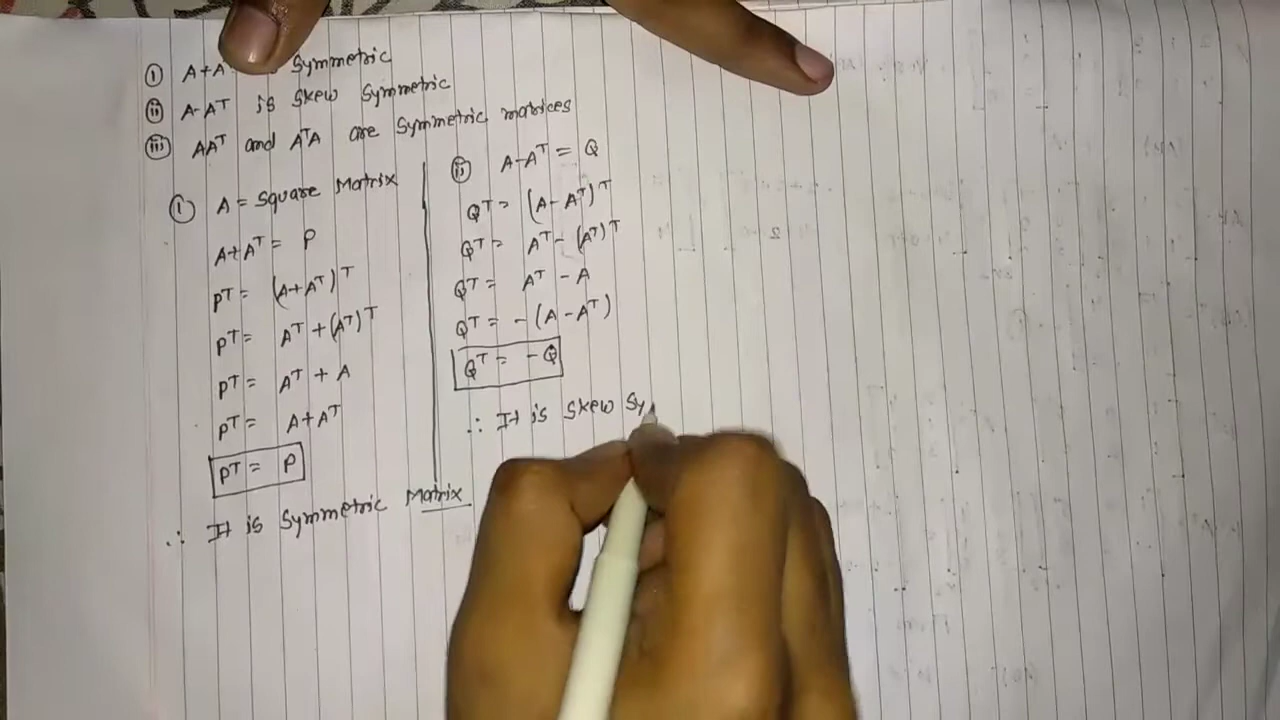 (i) A+A Symmetric
(ii) A-Aᵀ is Skew Symmetric
(iii) AAᵀ and AᵀA are Symmetric matrices
(i) A = Square Matrix
A+Aᵀ = P
Pᵀ = (A+Aᵀ)ᵀ
Pᵀ = Aᵀ + (Aᵀ)ᵀ
Pᵀ = Aᵀ + A
Pᵀ = A+Aᵀ
Pᵀ = P
∴ It is Symmetric Matrix
(ii) A-Aᵀ = Q
Qᵀ = (A-Aᵀ)ᵀ
Qᵀ = Aᵀ - (Aᵀ)ᵀ
Qᵀ = Aᵀ - A
Qᵀ = -(A-Aᵀ)
Qᵀ = -Q
∴ It is Skew Sy